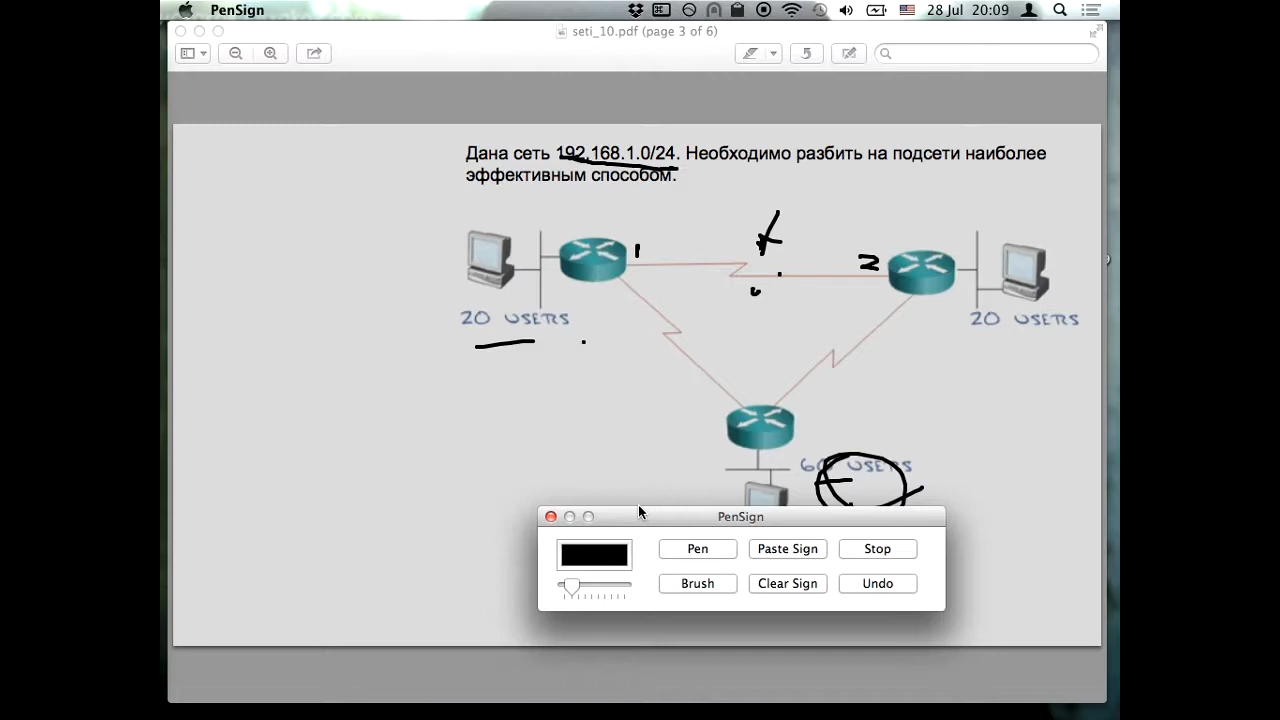 PenSign
28 Jul 20:09
seti_10.pdf (page 3 of 6)
Дана сеть 192.168.1.0/24. Необходимо разбить на подсети наиболее
эффективным способом.
1
2
20 USERS
20 USERS
60 USERS
PenSign
Pen
Paste Sign
Stop
Brush
Clear Sign
Undo